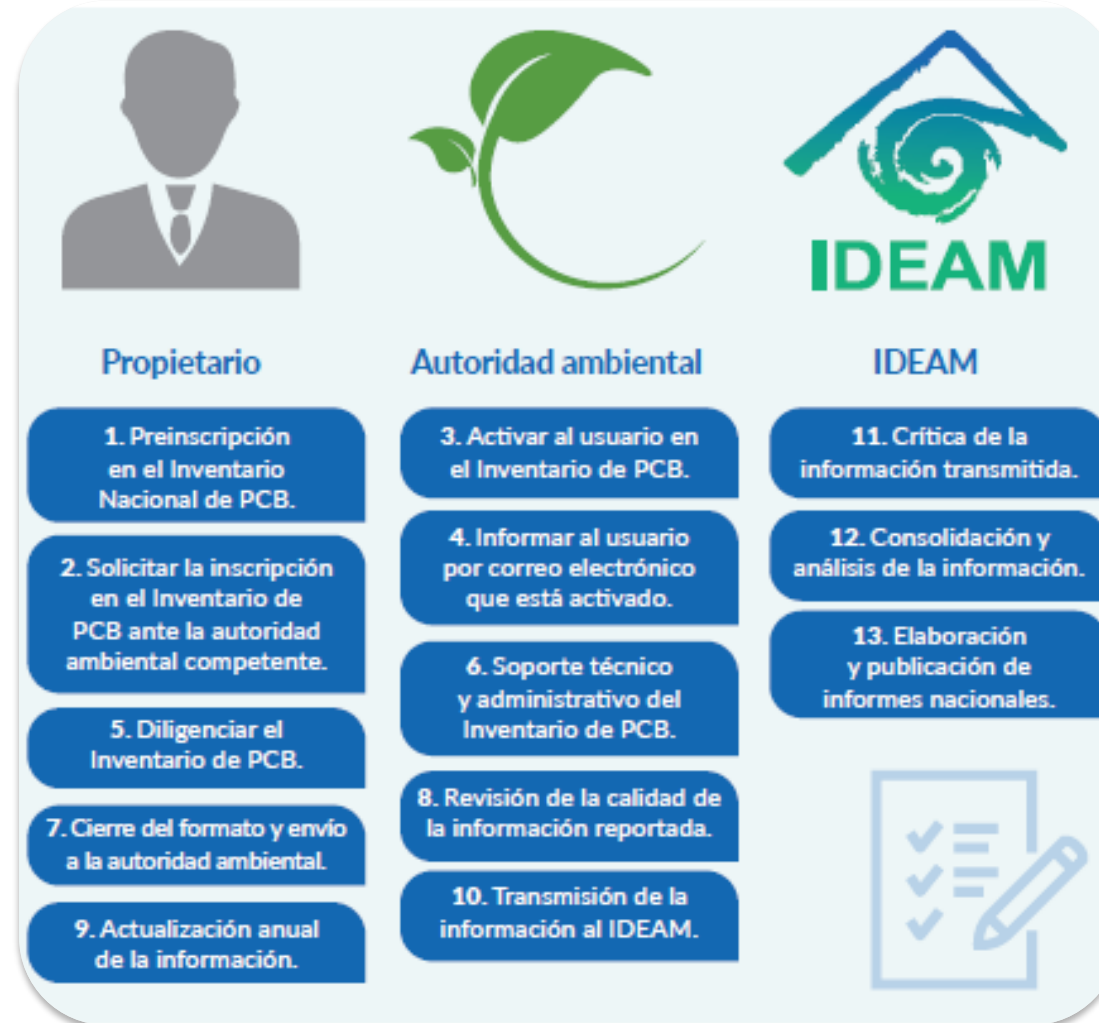 IDEAM
Propietario
1. Preinscripción
en el Inventario
Nacional de PCB.
2. Solicitar la inscripción
en el Inventario de
PCB ante la autoridad
ambiental competente.
5. Diligenciar el
Inventario de PCB.
7. Cierre del formato y envío
a la autoridad ambiental.
9. Actualización anual
de la información.
Autoridad ambiental
3. Activar al usuario en
el Inventario de PCB.
4. Informar al usuario
por correo electrónico
que está activado.
6. Soporte técnico
y administrativo del
Inventario de PCB.
8. Revisión de la calidad de
la información reportada.
10. Transmisión de la
información al IDEAM.
IDEAM
11. Crítica de la
información transmitida.
12. Consolidación y
análisis de la información.
13. Elaboración
y publicación de
informes nacionales.